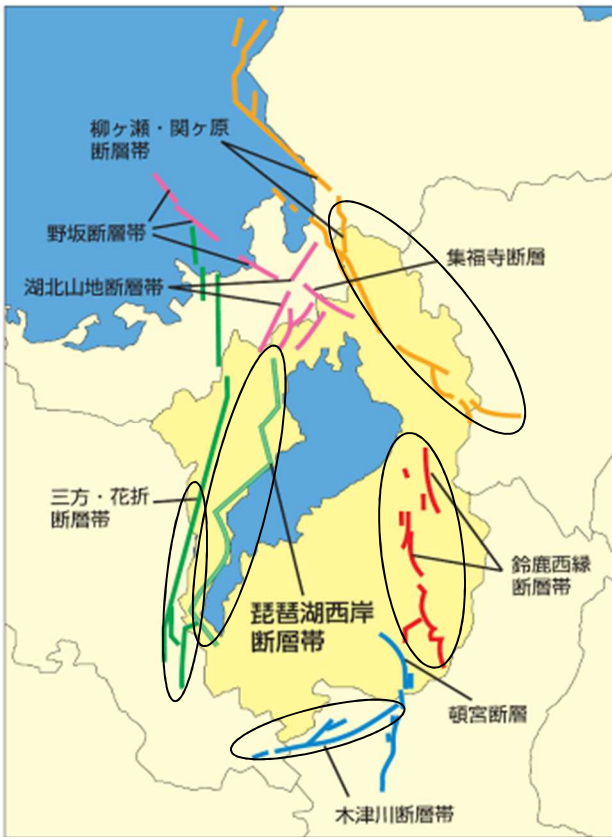 柳ヶ瀬・関ヶ原
断層帯
野坂断層帯
集福寺断層
湖北山地断層帯
三方・花折
断層帯
鈴鹿西縁
断層帯
琵琶湖西岸
断層帯
頓宮断層
木津川断層帯